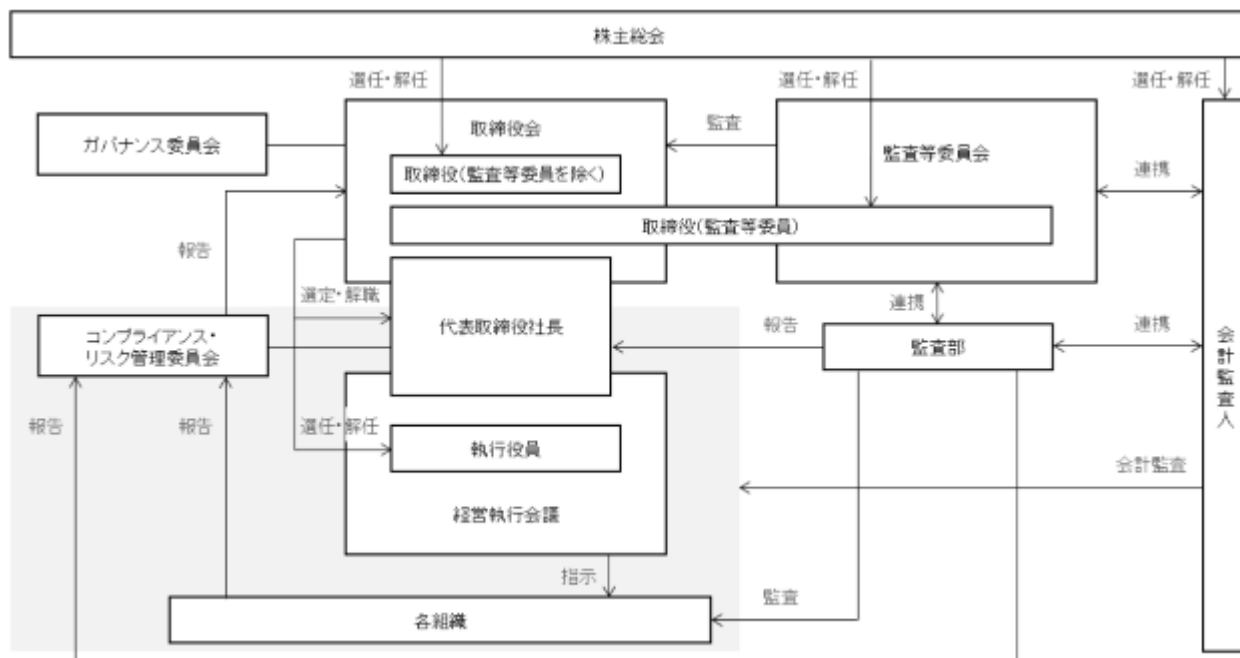 株主総会
選任・解任
選任・解任
選任・解任
ガバナンス委員会
取締役会
監査
監査等委員会
取締役(監査等委員を除く)
連携
取締役(監査等委員)
報告
選定・解職
代表取締役社長
連携
報告
監査部
連携
コンプライアンス・
リスク管理委員会
会計監査人
報告
報告
選任・解任
執行役員
会計監査
経営執行会議
指示
監査
各組織